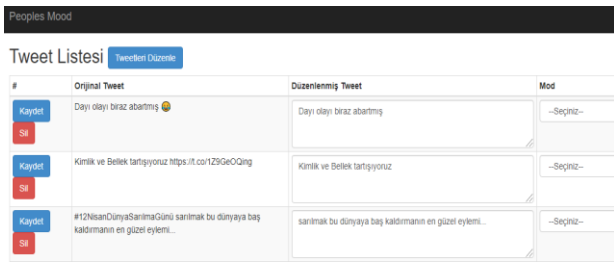 Peoples Mood
Tweet Listesi Tweetleri Düzenle
# Orijinal Tweet Düzenlenmiş Tweet Mod
Kaydet Dayı olayı biraz abartmış 😂 Dayı olayı biraz abartmış --Seçiniz--
Sil
Kaydet Kimlik ve Bellek tartışıyoruz https://t.co/1Z9GeOQing Kimlik ve Bellek tartışıyoruz --Seçiniz--
Sil
Kaydet #12NisanDünyaSarılmaGünü sarılmak bu dünyaya baş sarılmak bu dünyaya baş kaldırmanın en güzel eylemi... --Seçiniz--
kaldırmanın en güzel eylemi...
Sil